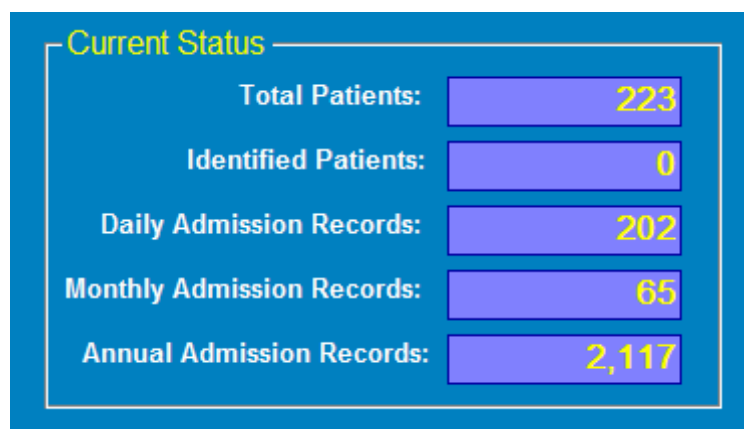 Current Status
Total Patients: 223
Identified Patients: 0
Daily Admission Records: 202
Monthly Admission Records: 65
Annual Admission Records: 2,117